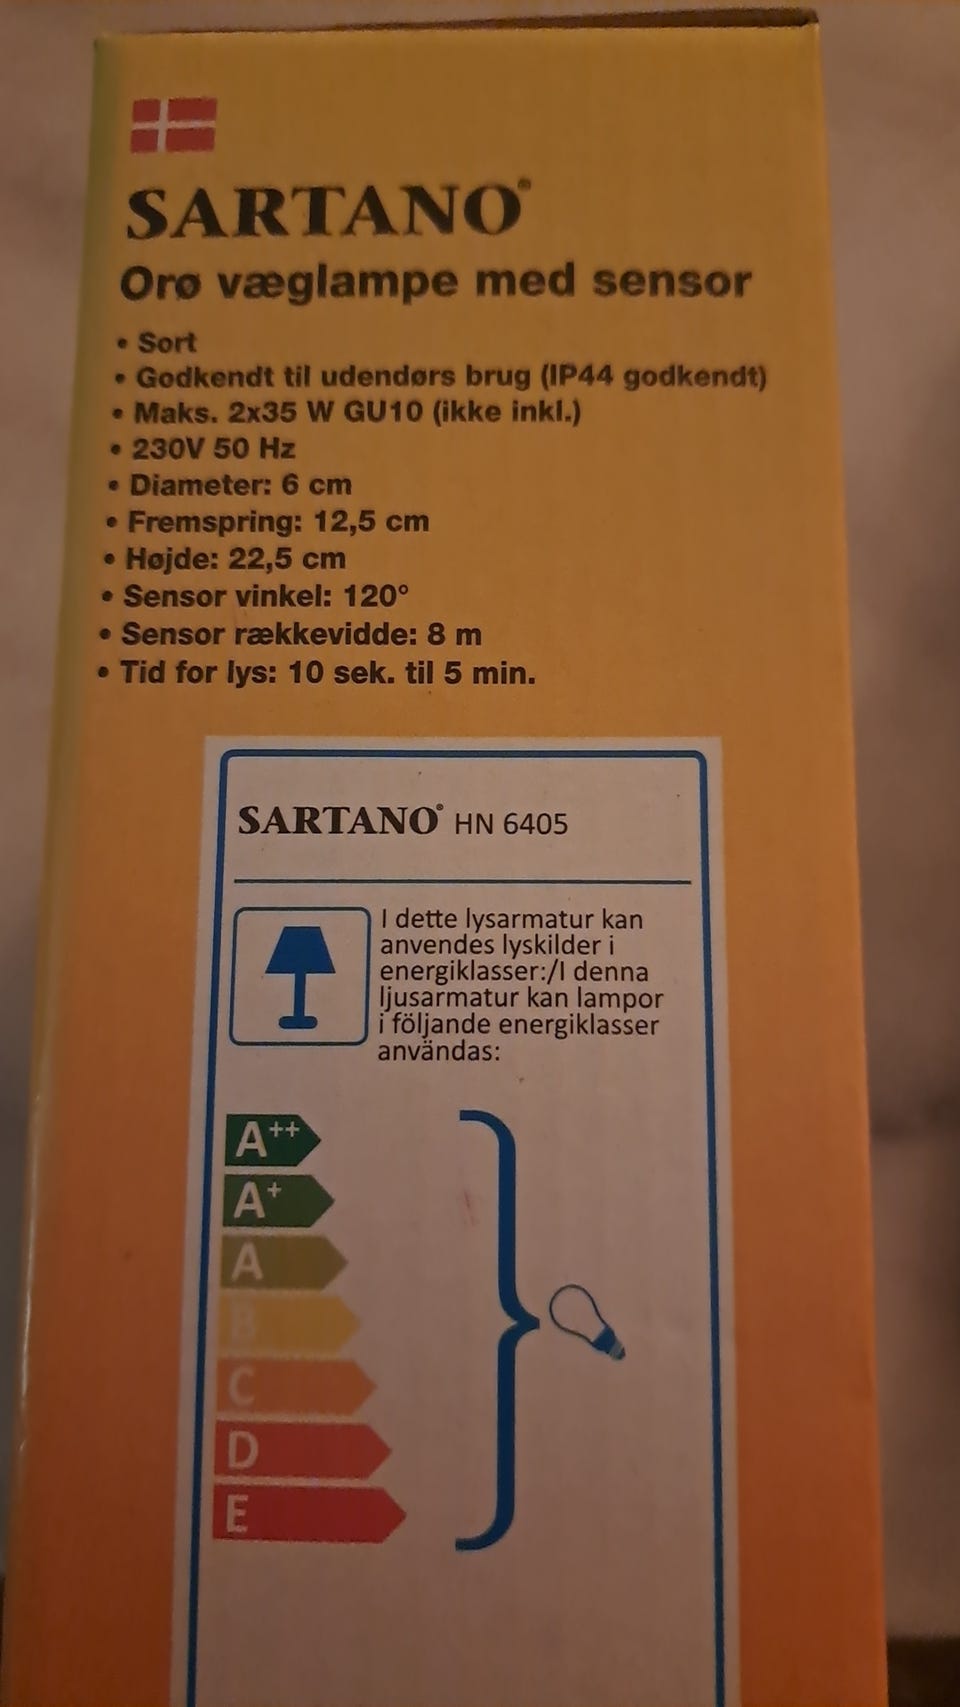 SARTANO®
Orø væglampe med sensor
• Sort
• Godkendt til udendørs brug (IP44 godkendt)
• Maks. 2x35 W GU10 (ikke inkl.)
• 230V 50 Hz
• Diameter: 6 cm
• Fremspring: 12,5 cm
• Højde: 22,5 cm
• Sensor vinkel: 120°
• Sensor rækkevidde: 8 m
• Tid for lys: 10 sek. til 5 min.
SARTANO® HN 6405
I dette lysarmatur kan
anvendes lyskilder i
energiklasser:/I denna
ljusarmatur kan lampor
i följande energiklasser
användas:
A++
A+
A
B
C
D
E